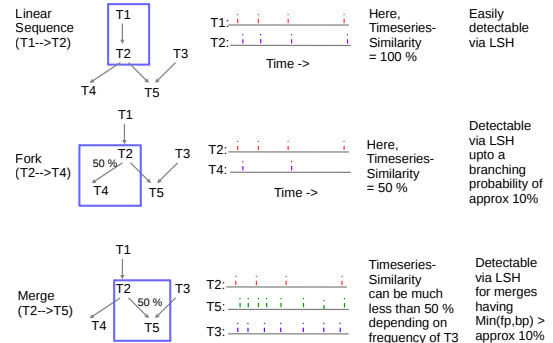 Linear
Sequence
(T1-->T2)
T1
T2
T3
T4
T5
T1:
T2:
Time ->
Here,
Timeseries-
Similarity
= 100 %
Easily
detectable
via LSH
Fork
(T2-->T4)
T1
T2
T3
50 %
T4
T5
T2:
T4:
Time ->
Here,
Timeseries-
Similarity
= 50 %
Detectable
via LSH
upto a
branching
probability of
approx 10%
Merge
(T2-->T5)
T1
T2
T3
50 %
T4
T5
T2:
T5:
T3:
Timeseries-
Similarity
can be much
less than 50 %
depending on
frequency of T3
Detectable
via LSH
for merges
having
Min(fp,bp) >
approx 10%